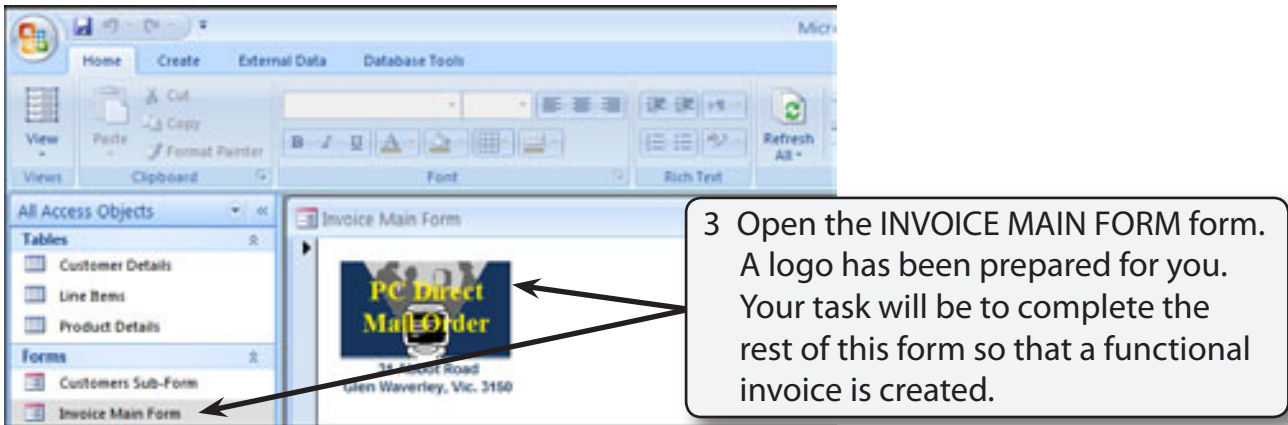 Micr
Home Create External Data Database Tools
Cut
Copy
Format Painter
View Paste B I U A Refresh All
Views Clipboard Font Rich Text
All Access Objects
Tables
Customer Details
Line Items
Product Details
Forms
Customers Sub-Form
Invoice Main Form
Invoice Main Form
PC Direct
Mail Order
Abbot Road
Glen Waverley, Vic. 3150
3 Open the INVOICE MAIN FORM form.
A logo has been prepared for you.
Your task will be to complete the
rest of this form so that a functional
invoice is created.